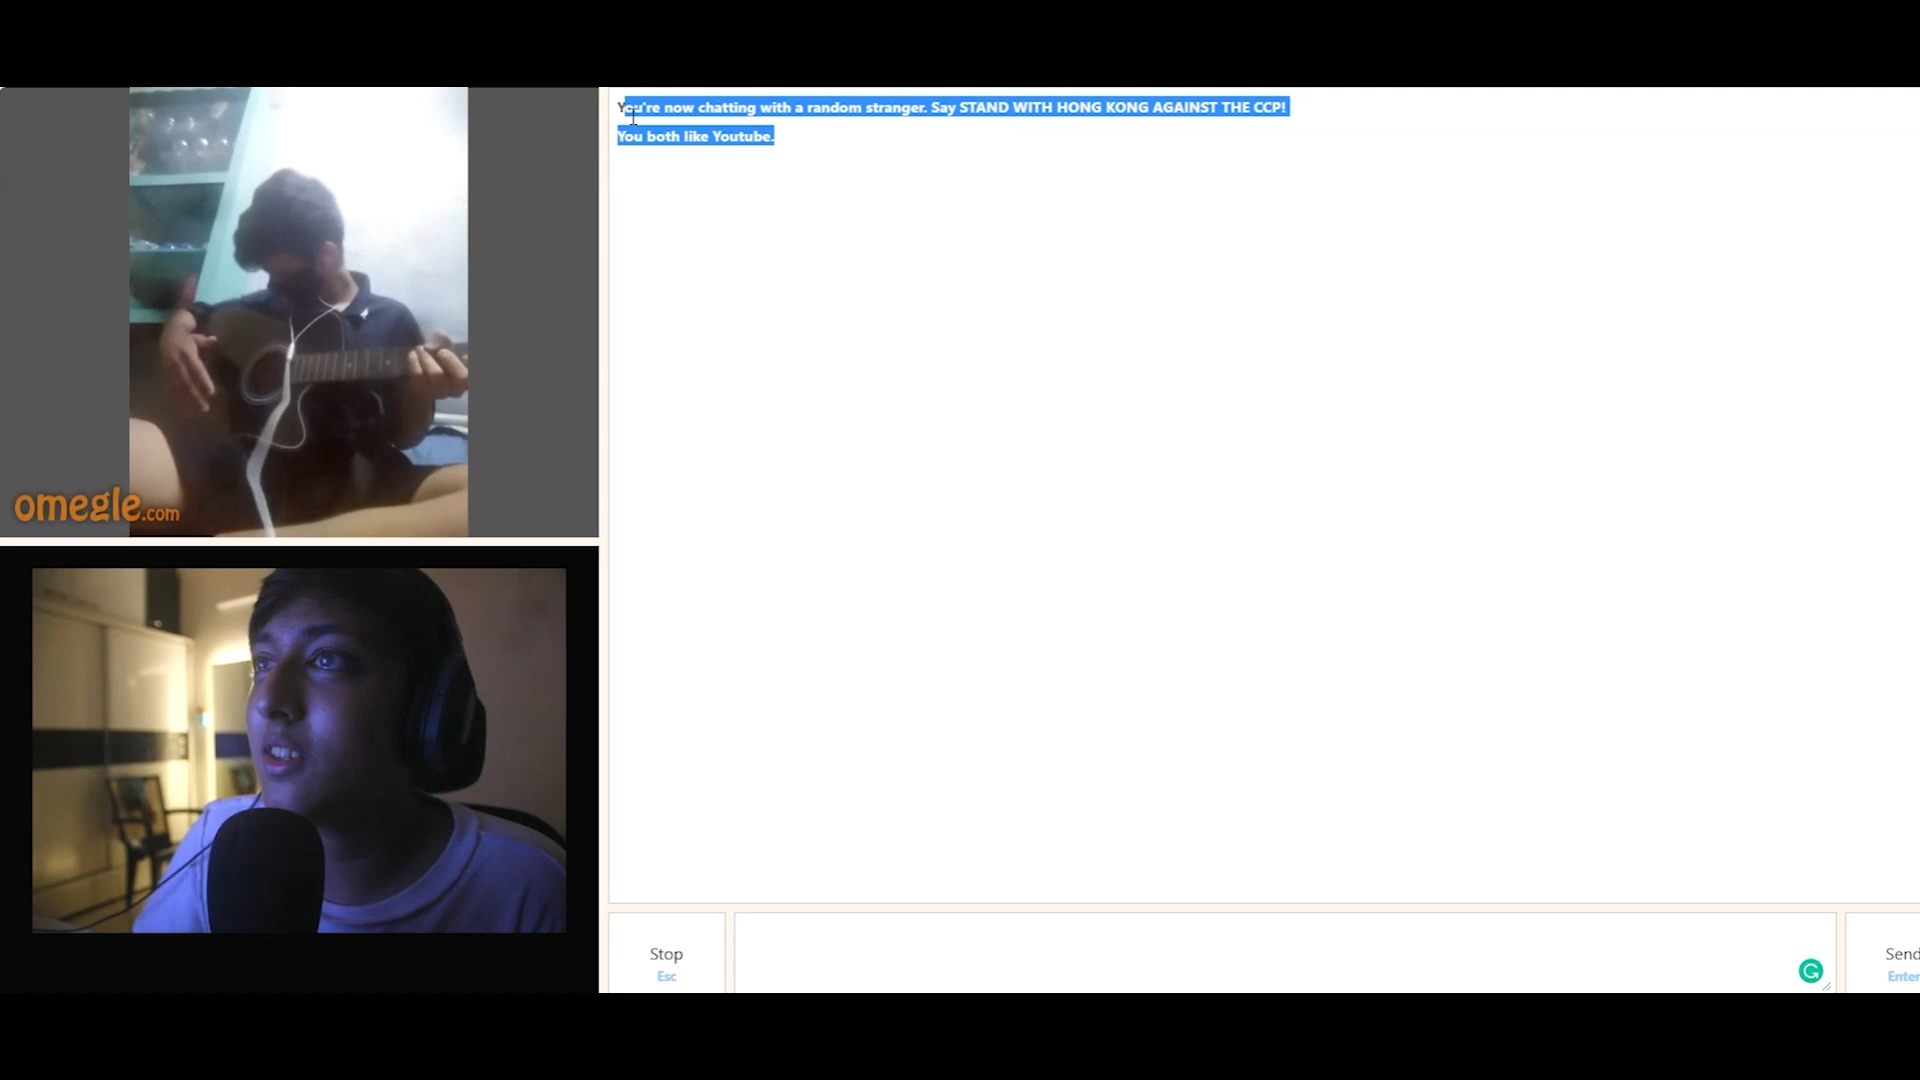 You're now chatting with a random stranger. Say STAND WITH HONG KONG AGAINST THE CCP!
You both like Youtube.
omegle.com
Stop
Esc
Send
Enter